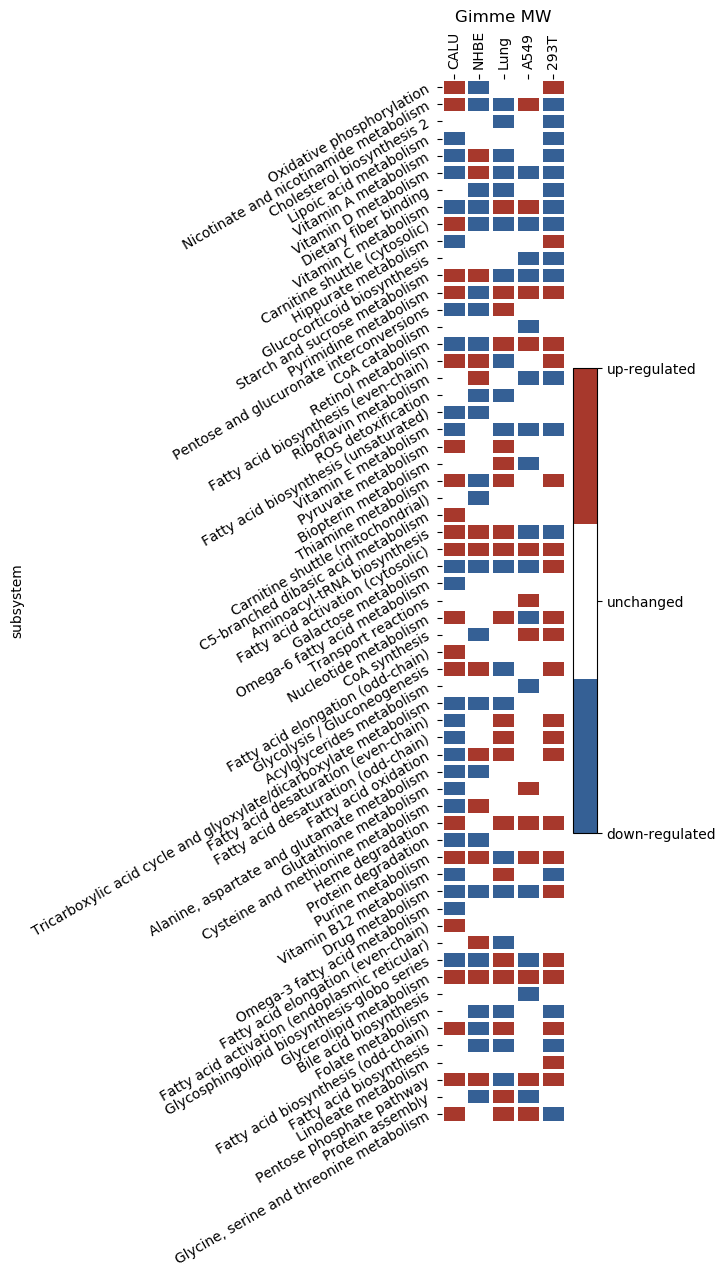 Gimme MW
CALU
NHBE
Lung
A549
293T
Oxidative phosphorylation
Nicotinate and nicotinamide metabolism
Cholesterol biosynthesis 2
Lipoic acid metabolism
Vitamin A metabolism
Vitamin D metabolism
Dietary fiber binding
Vitamin C metabolism
Carnitine shuttle (cytosolic)
Hippurate metabolism
Glucocorticoid biosynthesis
Starch and sucrose metabolism
Pyrimidine metabolism
Pentose and glucuronate interconversions
CoA catabolism
Retinol metabolism
Fatty acid biosynthesis (even-chain)
Riboflavin metabolism
ROS detoxification
Fatty acid biosynthesis (unsaturated)
Vitamin E metabolism
Pyruvate metabolism
Biopterin metabolism
Thiamine metabolism
Carnitine shuttle (mitochondrial)
C5-branched dibasic acid metabolism
Aminoacyl-tRNA biosynthesis
Fatty acid activation (cytosolic)
Galactose metabolism
Omega-6 fatty acid metabolism
Transport reactions
Nucleotide metabolism
CoA synthesis
Fatty acid elongation (odd-chain)
Glycolysis / Gluconeogenesis
Acylglycerides metabolism
Tricarboxylic acid cycle and glyoxylate/dicarboxylate metabolism
Fatty acid desaturation (even-chain)
Fatty acid desaturation (odd-chain)
Fatty acid oxidation
Alanine, aspartate and glutamate metabolism
Glutathione metabolism
Cysteine and methionine metabolism
Heme degradation
Protein degradation
Purine metabolism
Vitamin B12 metabolism
Drug metabolism
Omega-3 fatty acid metabolism
Fatty acid elongation (even-chain)
Fatty acid activation (endoplasmic reticular)
Glycosphingolipid biosynthesis-globo series
Glycerolipid metabolism
Bile acid biosynthesis
Folate metabolism
Fatty acid biosynthesis (odd-chain)
Fatty acid biosynthesis
Linoleate metabolism
Pentose phosphate pathway
Protein assembly
Glycine, serine and threonine metabolism
subsystem
up-regulated
unchanged
down-regulated